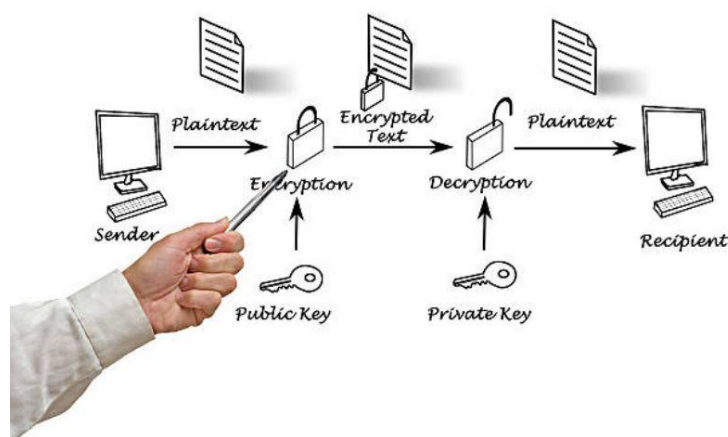 Plaintext
Encrypted
Text
Plaintext
Encryption
Decryption
Sender
Recipient
Public Key
Private Key